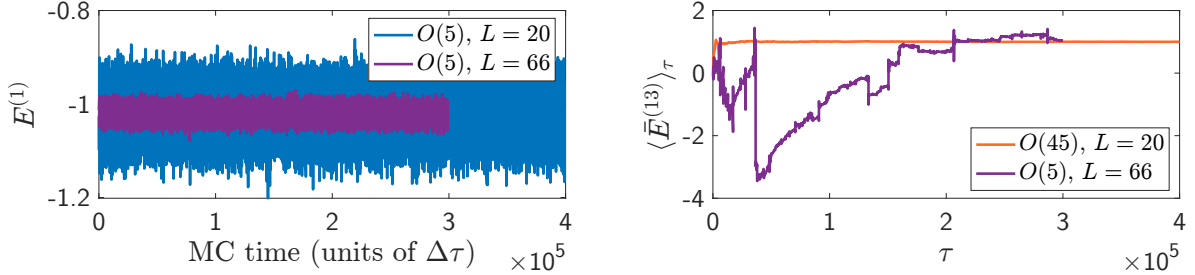 -0.8
-1
-1.2
E^{(1)}
O(5), L = 20
O(5), L = 66
0 1 2 3 4
MC time (units of Δτ)
×10^5
2
0
-2
-4
⟨Ē^{(13)}⟩_τ
O(45), L = 20
O(5), L = 66
0 1 2 3 4
τ
×10^5